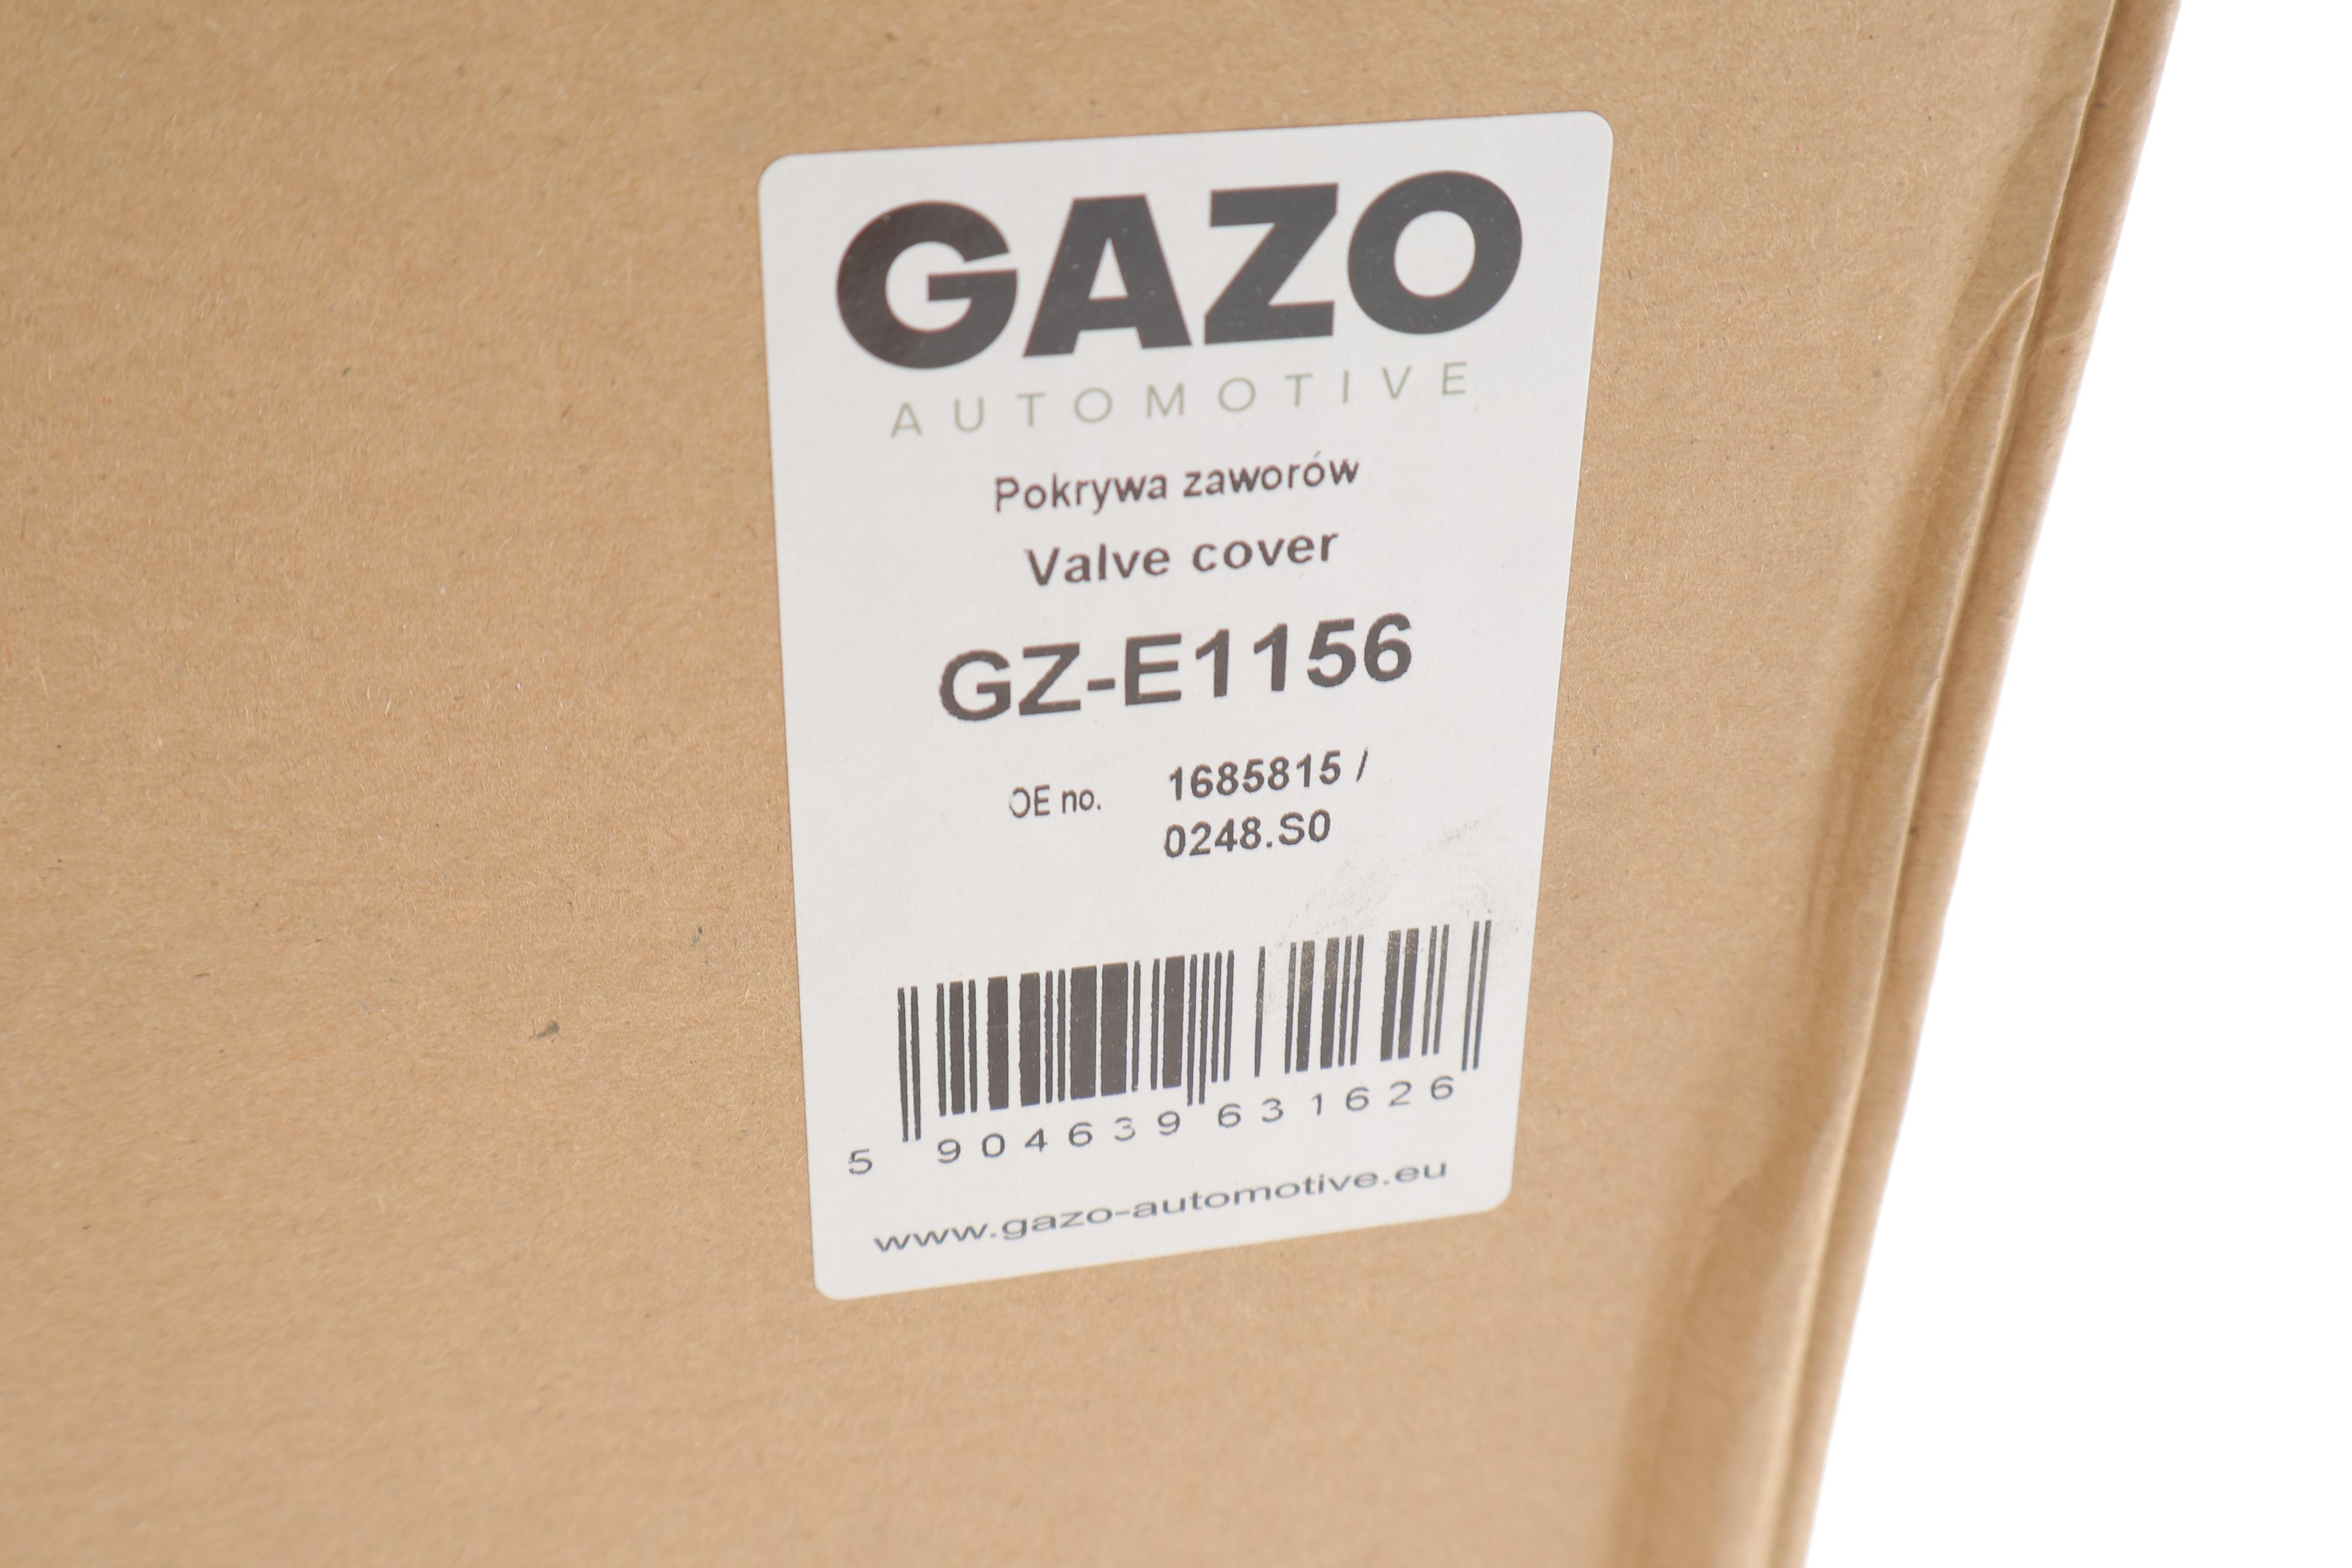 GAZO
AUTOMOTIVE
Pokrywa zaworów
Valve cover
GZ-E1156
OE no. 1685815 /
0248.S0
5 904639 631626
www.gazo-automotive.eu